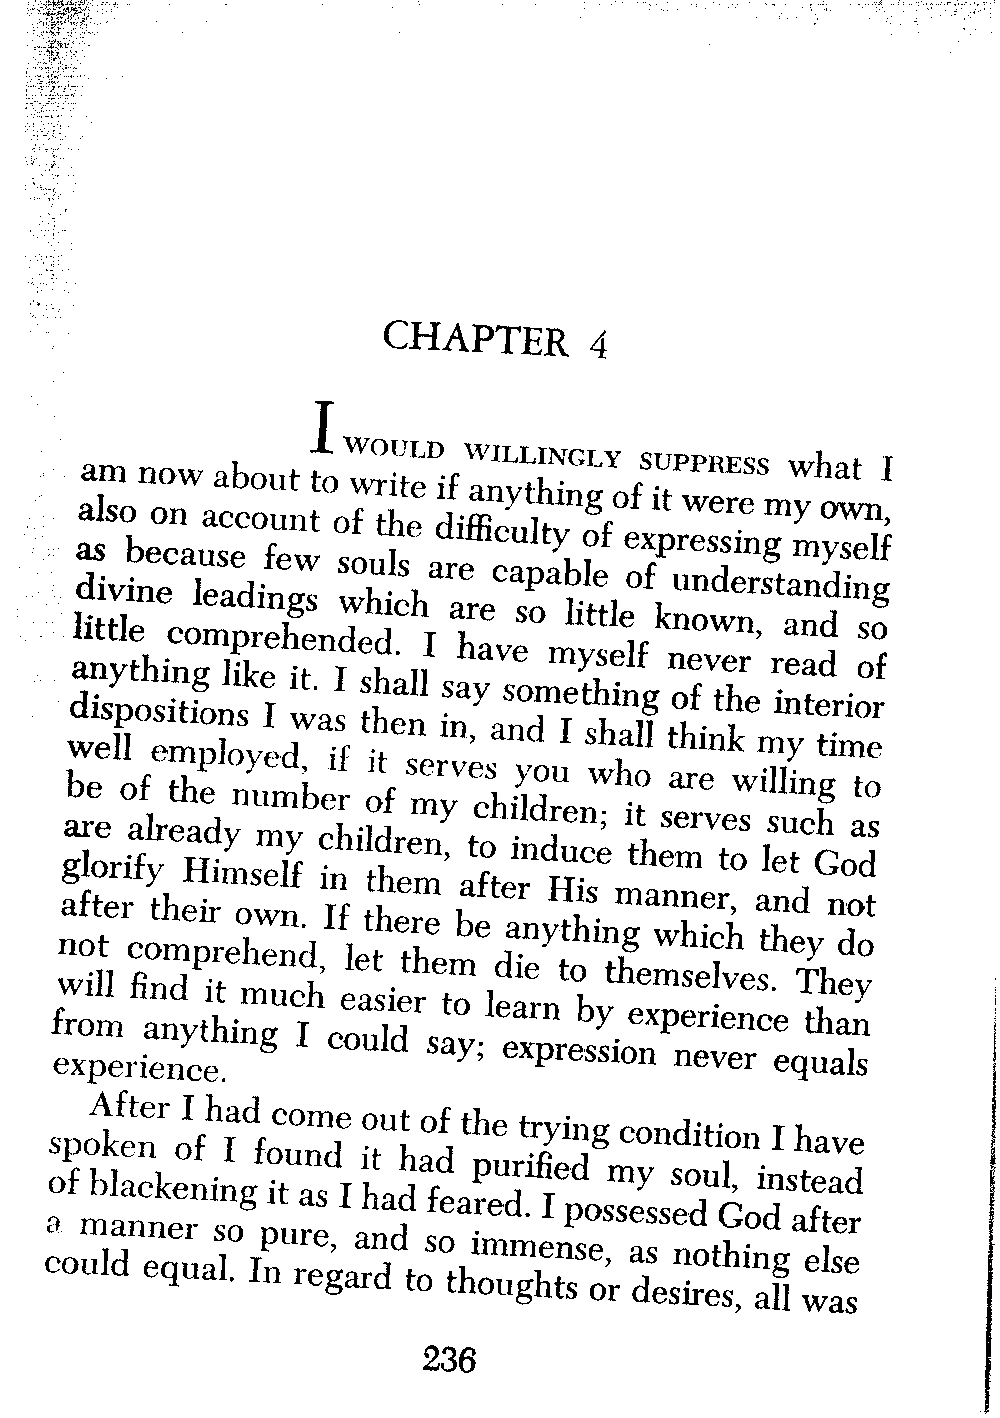 CHAPTER 4
I WOULD WILLINGLY SUPPRESS what I
am now about to write if anything of it were my own,
also on account of the difficulty of expressing myself
as because few souls are capable of understanding
divine leadings which are so little known, and so
little comprehended. I have myself never read of
anything like it. I shall say something of the interior
dispositions I was then in, and I shall think my time
well employed, if it serves you who are willing to
be of the number of my children; it serves such as
are already my children, to induce them to let God
glorify Himself in them after His manner, and not
after their own. If there be anything which they do
not comprehend, let them die to themselves. They
will find it much easier to learn by experience than
from anything I could say; expression never equals
experience.
After I had come out of the trying condition I have
spoken of I found it had purified my soul, instead
of blackening it as I had feared. I possessed God after
a manner so pure, and so immense, as nothing else
could equal. In regard to thoughts or desires, all was
236